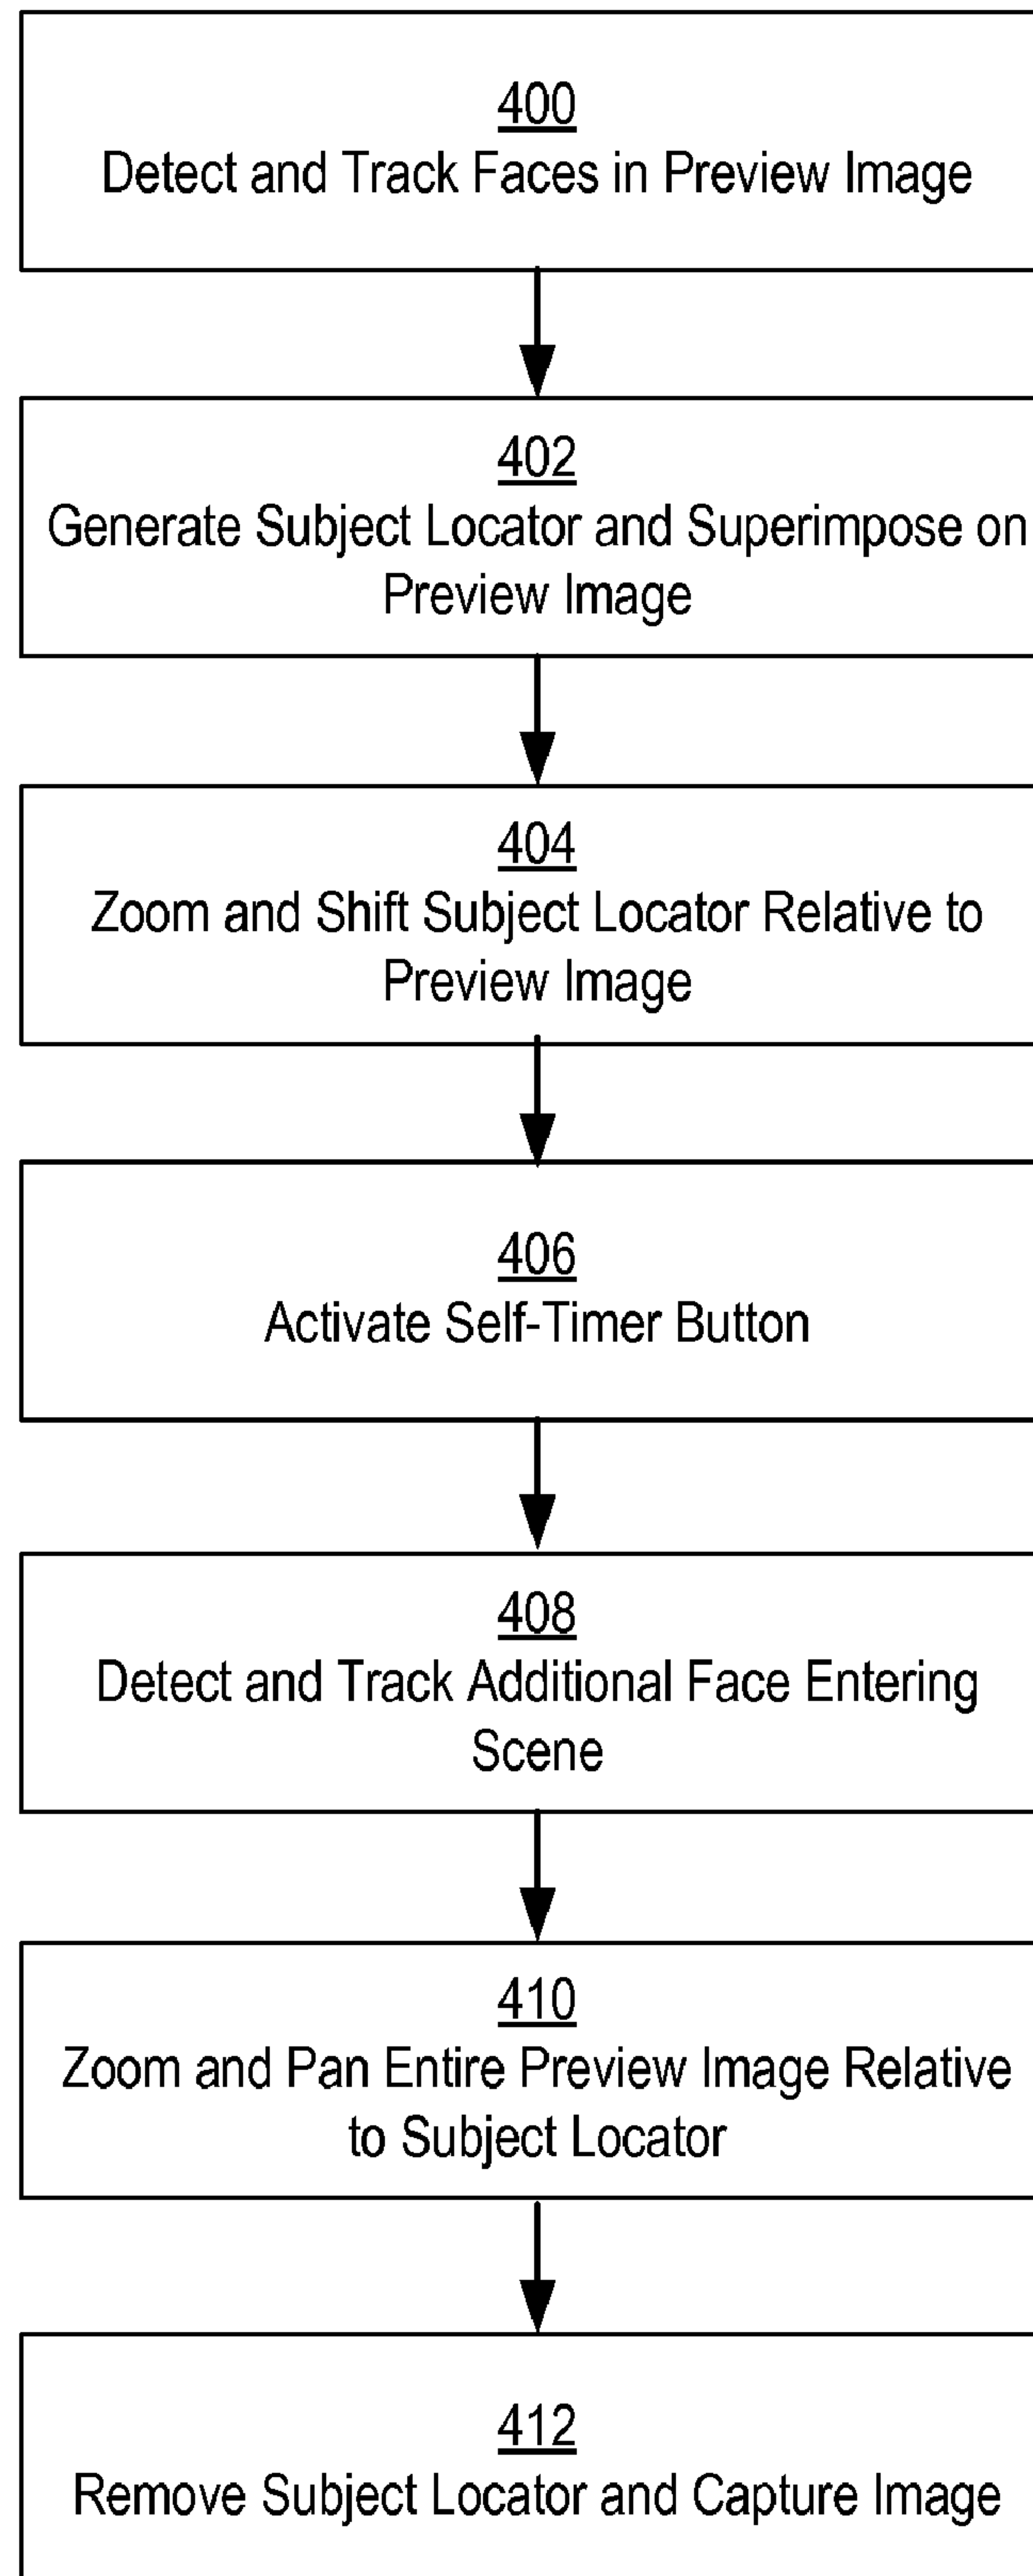 400
Detect and Track Faces in Preview Image
402
Generate Subject Locator and Superimpose on
Preview Image
404
Zoom and Shift Subject Locator Relative to
Preview Image
406
Activate Self-Timer Button
408
Detect and Track Additional Face Entering
Scene
410
Zoom and Pan Entire Preview Image Relative
to Subject Locator
412
Remove Subject Locator and Capture Image